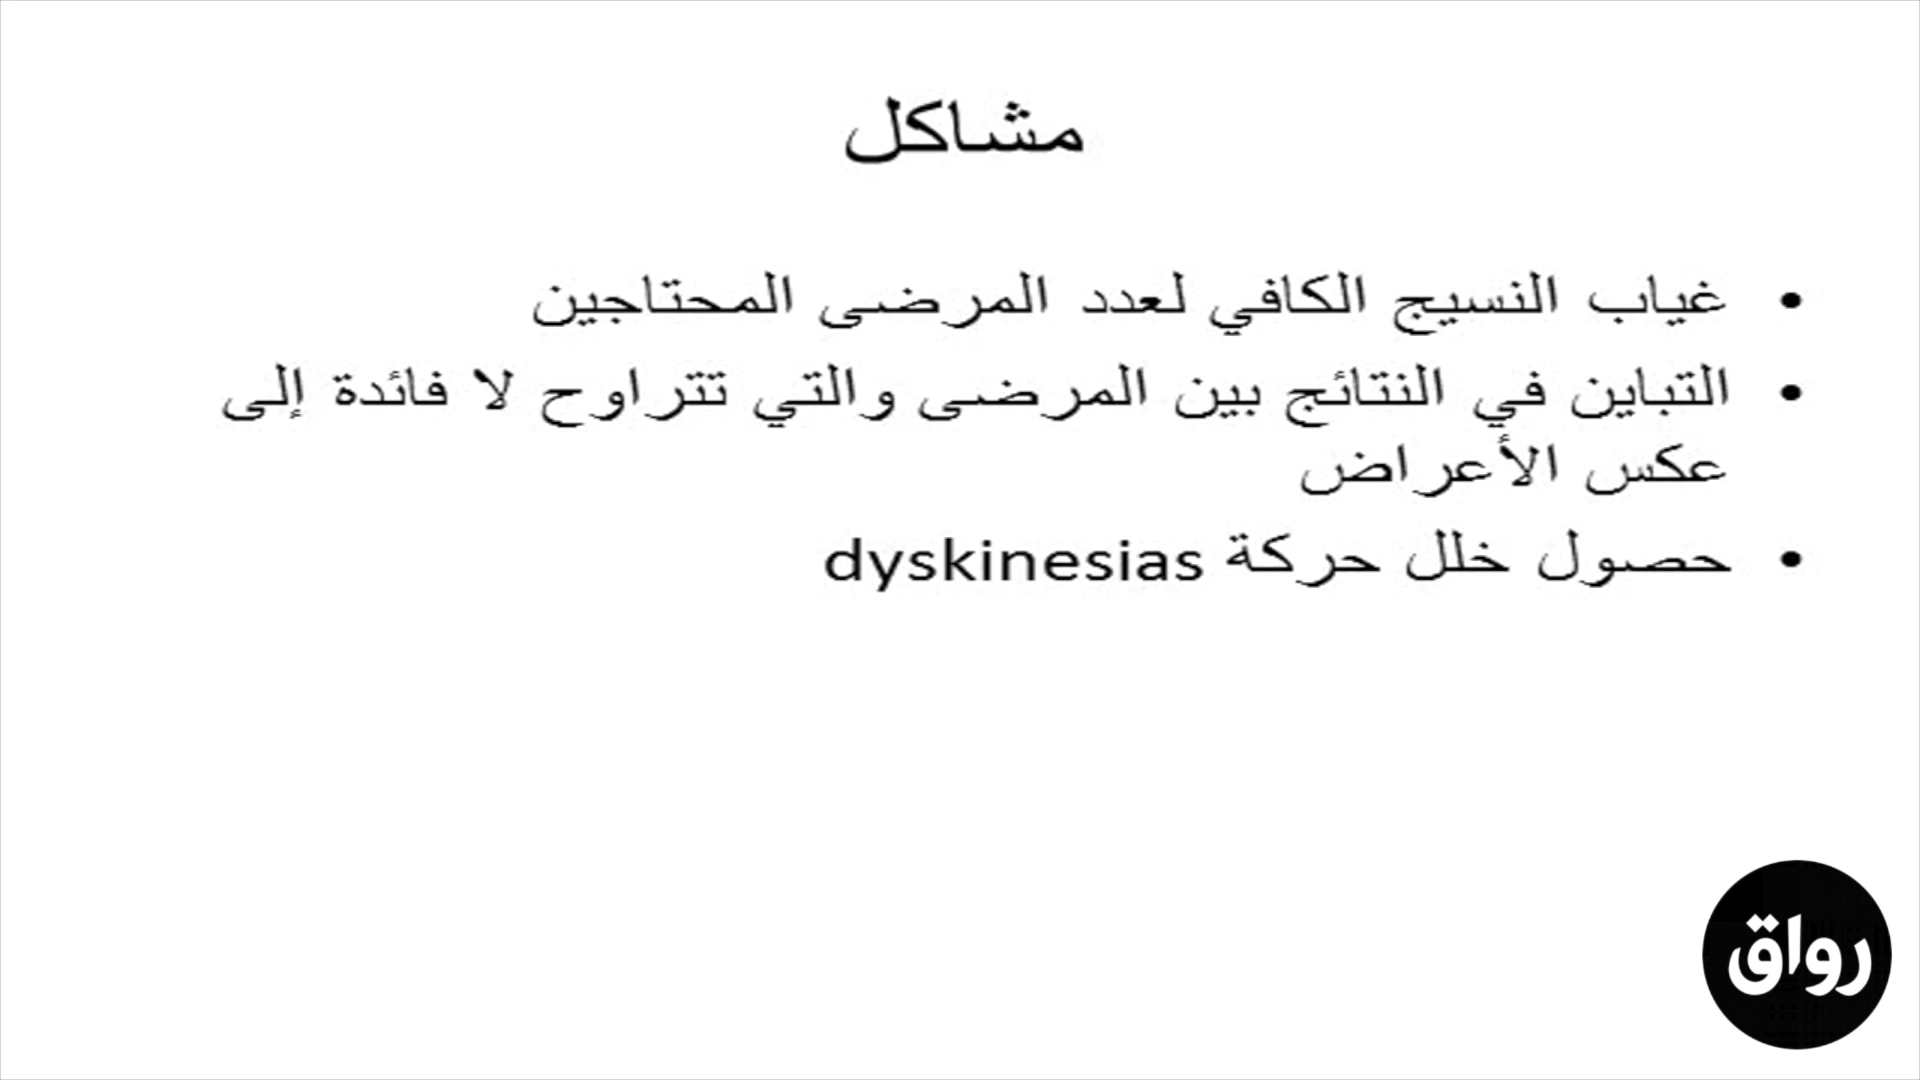 مشاكل
• غياب النسيج الكافي لعدد المرضى المحتاجين
• التباين في النتائج بين المرضى والتي تتراوح لا فائدة إلى
عكس الأعراض
• حصول خلل حركة dyskinesias
رواق